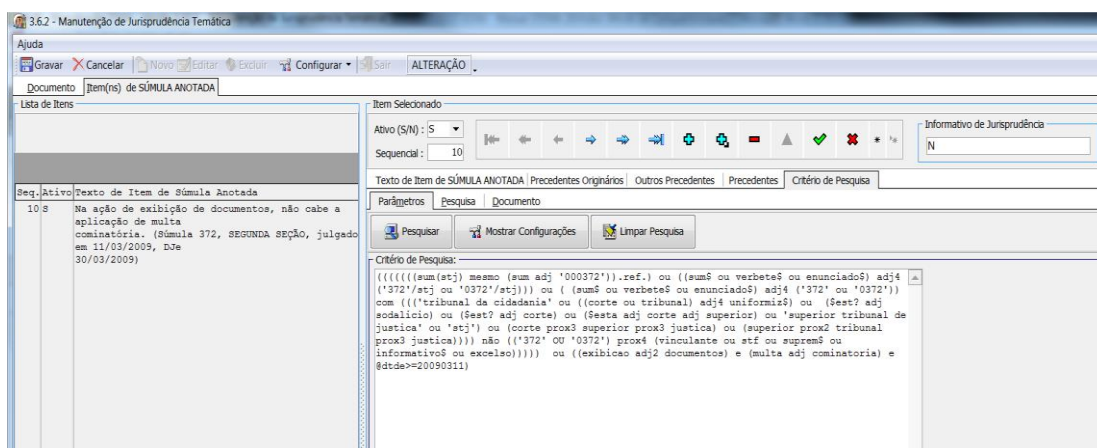 3.6.2 - Manutenção de Jurisprudência Temática
Ajuda
Gravar Cancelar Novo Editar Excluir Configurar Sair ALTERAÇÃO
Documento Item(ns) de SÚMULA ANOTADA
Lista de Itens
Seq. Ativo Texto de Item de Súmula Anotada
10 S Na ação de exibição de documentos, não cabe a
aplicação de multa
cominatória. (Súmula 372, SEGUNDA SEÇÃO, julgado
em 11/03/2009, DJe
30/03/2009)
Item Selecionado
Ativo (S/N) : S
Sequencial : 10
Informativo de Jurisprudência
N
Texto de Item de SÚMULA ANOTADA Precedentes Originários Outros Precedentes Precedentes Critério de Pesquisa
Parâmetros Pesquisa Documento
Pesquisar Mostrar Configurações Limpar Pesquisa
Critério de Pesquisa:
(((((((sum(stj) mesmo (sum adj '000372')).ref.) ou ((sum$ ou verbete$ ou enunciado$) adj4
('372'/stj ou '0372'/stj))) ou ( (sum$ ou verbete$ ou enunciado$) adj4 ('372' ou '0372'))
com ((('tribunal da cidadania' ou ((corte ou tribunal) adj4 uniformiz$) ou ($est? adj
sodalicio) ou ($est? adj corte) ou ($esta adj corte adj superior) ou 'superior tribunal de
justica' ou 'stj') ou (corte prox3 superior prox3 justica) ou (superior prox2 tribunal
prox3 justica)))) não (('372' OU '0372') prox4 (vinculante ou stf ou suprem$ ou
informativo$ ou excelso))))) ou ((exibicao adj2 documentos) e (multa adj cominatoria) e
@dtde>=20090311)